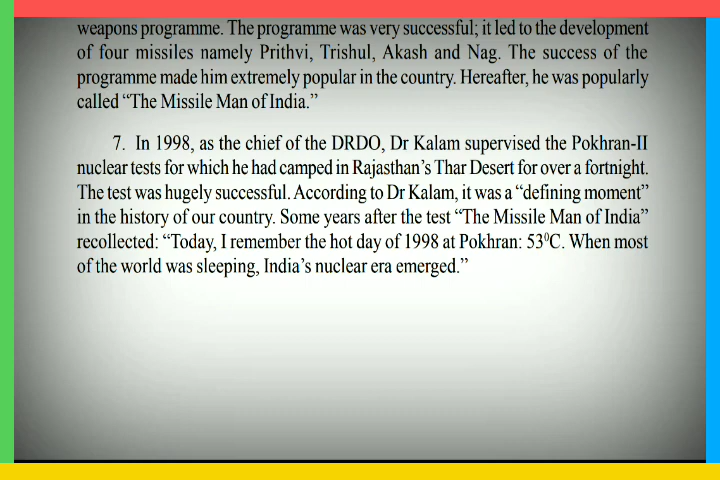 weapons programme. The programme was very successful; it led to the development
of four missiles namely Prithvi, Trishul, Akash and Nag. The success of the
programme made him extremely popular in the country. Hereafter, he was popularly
called “The Missile Man of India.”
7. In 1998, as the chief of the DRDO, Dr Kalam supervised the Pokhran-II
nuclear tests for which he had camped in Rajasthan’s Thar Desert for over a fortnight.
The test was hugely successful. According to Dr Kalam, it was a “defining moment”
in the history of our country. Some years after the test “The Missile Man of India”
recollected: “Today, I remember the hot day of 1998 at Pokhran: 53⁰C. When most
of the world was sleeping, India’s nuclear era emerged.”